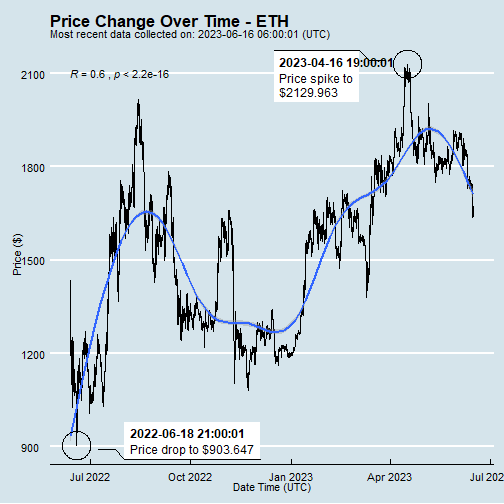 Price Change Over Time - ETH
Most recent data collected on: 2023-06-16 06:00:01 (UTC)
2023-04-16 19:00:01
Price spike to
$2129.963
R = 0.6 , p < 2.2e-16
2100
1800
1500
1200
900
Price ($)
2022-06-18 21:00:01
Price drop to $903.647
Jul 2022
Oct 2022
Jan 2023
Apr 2023
Jul 202
Date Time (UTC)